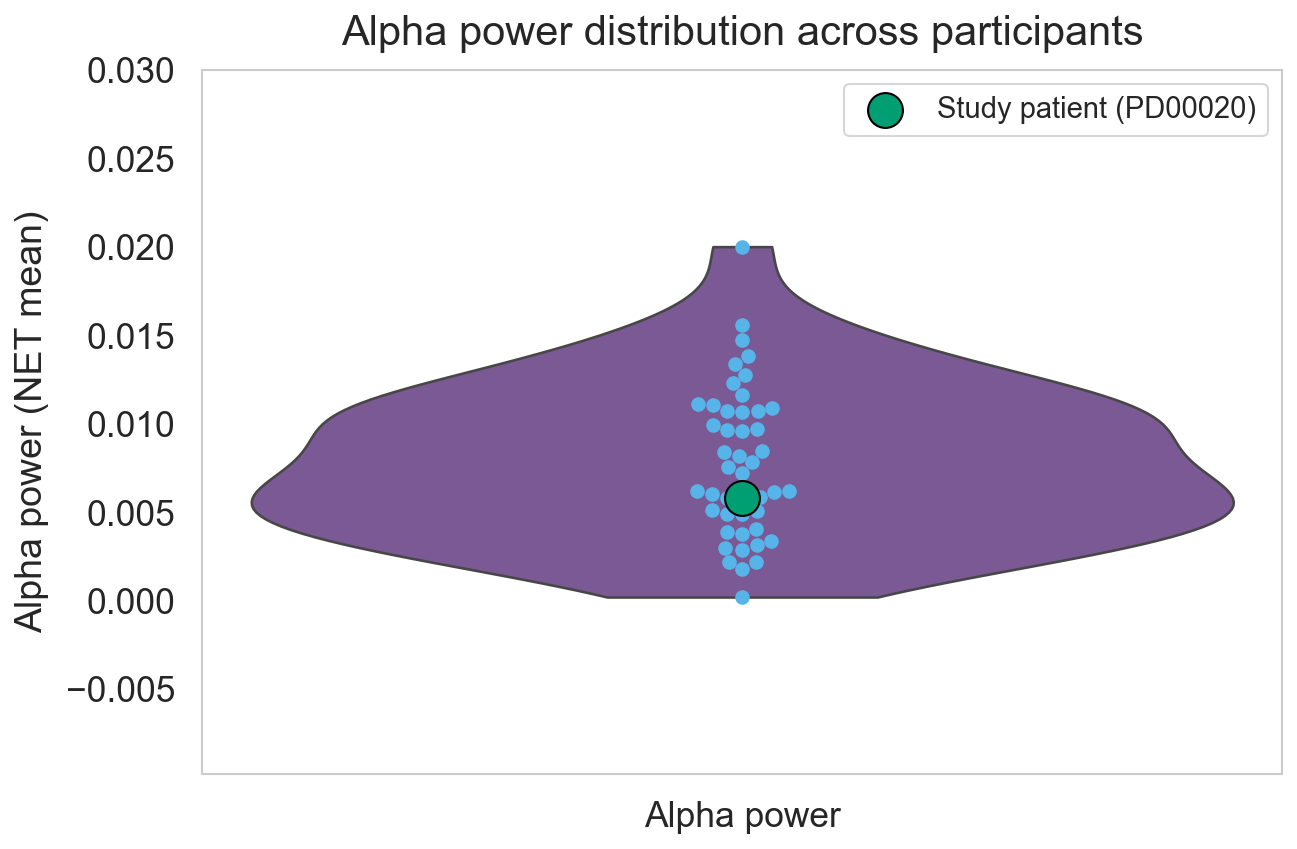 Alpha power distribution across participants
Study patient (PD00020)
Alpha power (NET mean)
0.030
0.025
0.020
0.015
0.010
0.005
0.000
−0.005
Alpha power